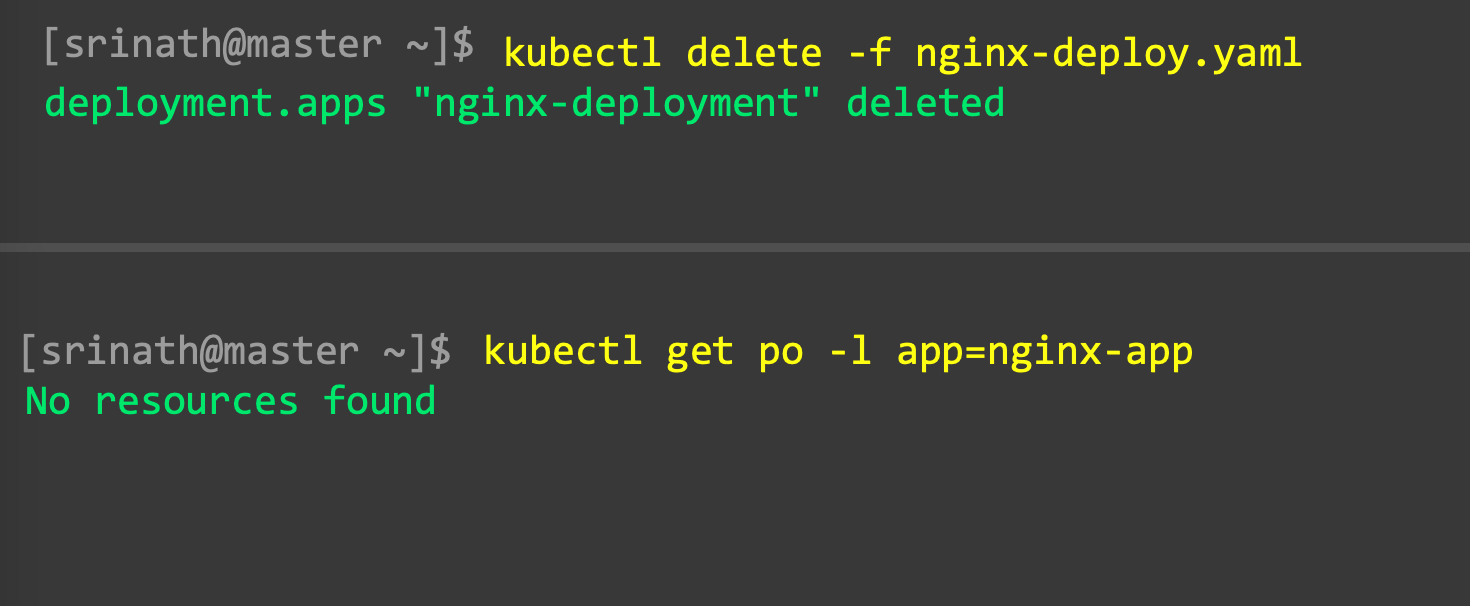 [srinath@master ~]$ kubectl delete -f nginx-deploy.yaml
deployment.apps "nginx-deployment" deleted
[srinath@master ~]$ kubectl get po -l app=nginx-app
No resources found